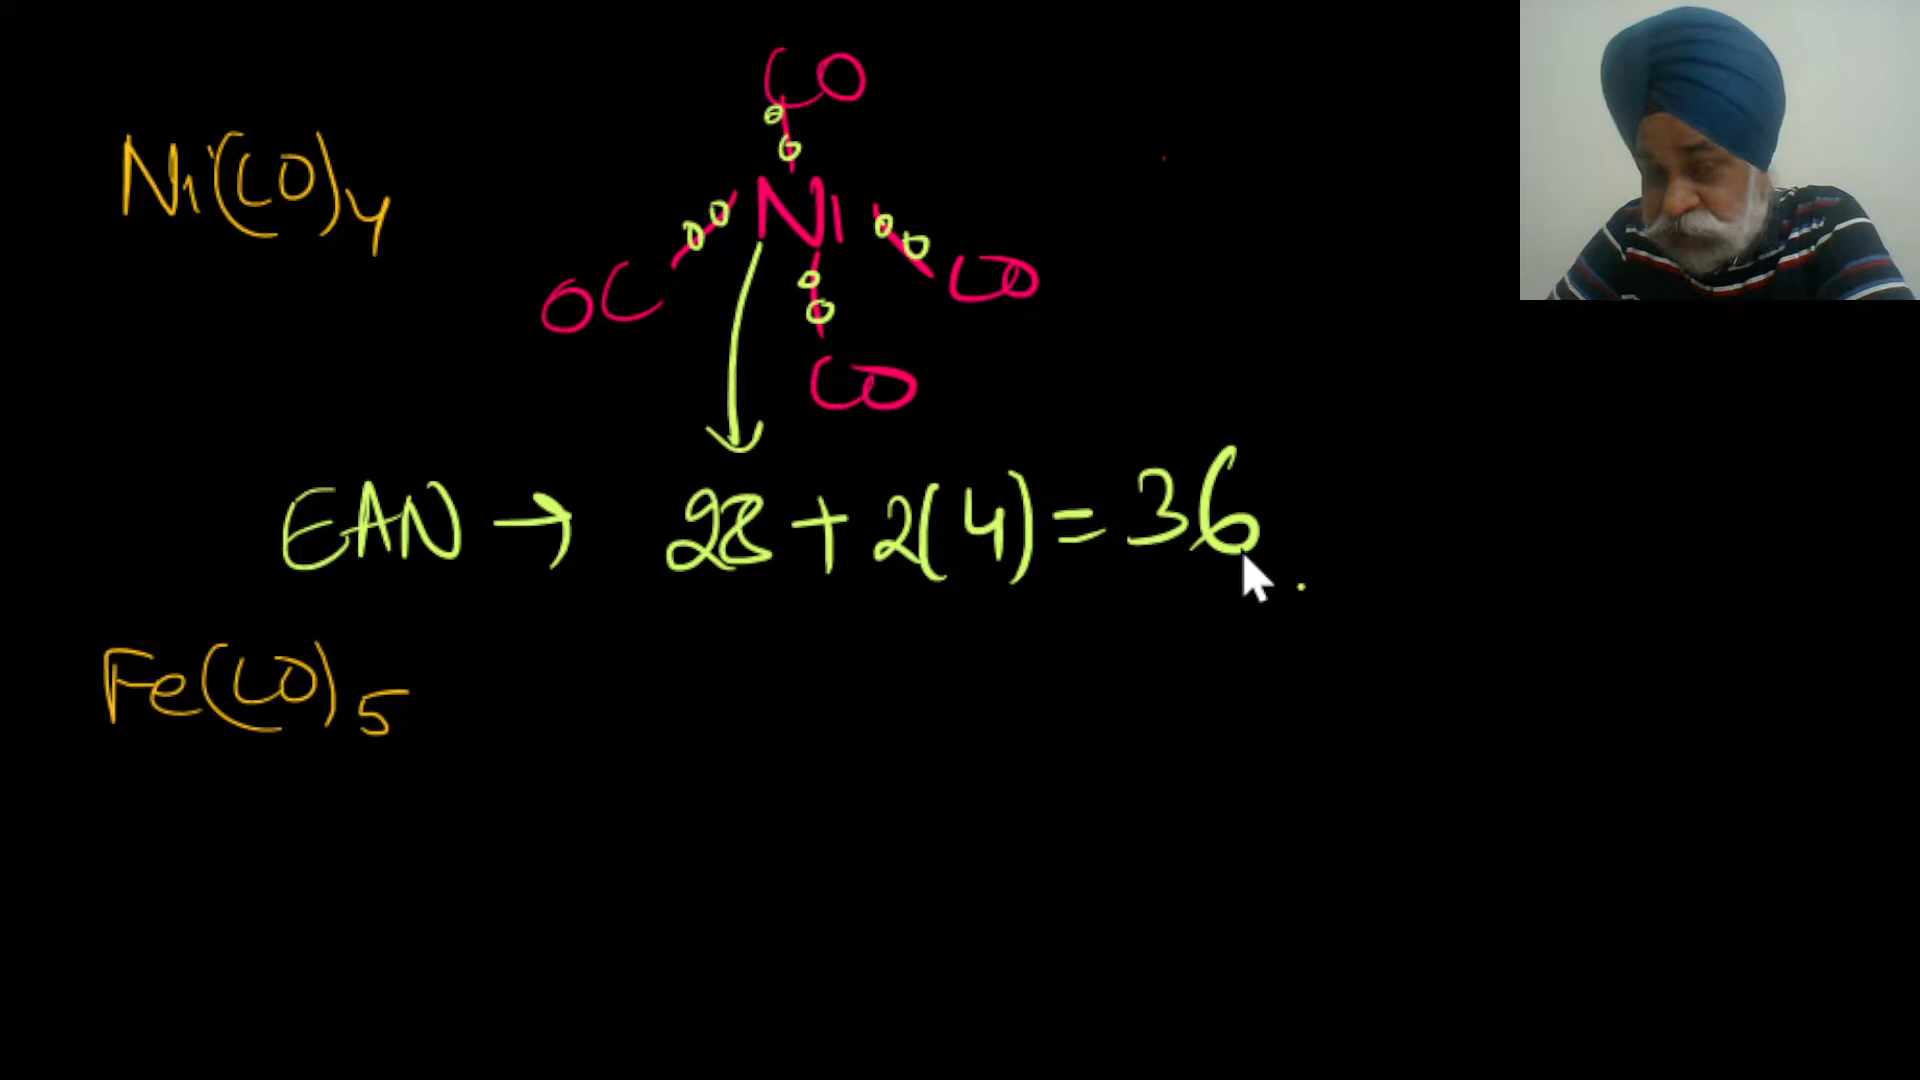 CO
Ni(CO)4
Ni
OC
CO
CO
EAN → 28 + 2(4) = 36
Fe(CO)5